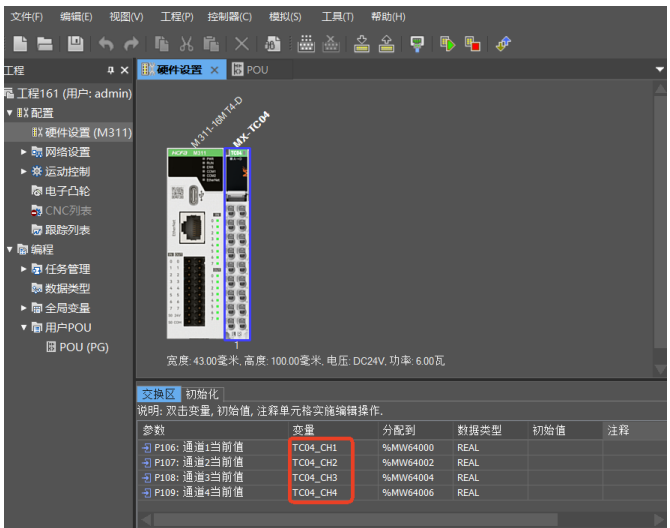 文件(F) 编辑(E) 视图(V) 工程(P) 控制器(C) 模拟(S) 工具(T) 帮助(H)
工程
硬件设置 POU
工程161 (用户: admin)
配置
硬件设置 (M311)
网络设置
运动控制
电子凸轮
CNC列表
跟踪列表
编程
任务管理
数据类型
全局变量
用户POU
POU (PG)
M311-16MT4-D
MX-TC04
M311
TC04
1
宽度: 43.00毫米, 高度: 100.00毫米, 电压: DC24V, 功率: 6.00瓦
交换区 初始化
说明: 双击变量, 初始值, 注释单元格实施编辑操作.
参数 变量 分配到 数据类型 初始值 注释
P106: 通道1当前值 TC04_CH1 %MW64000 REAL
P107: 通道2当前值 TC04_CH2 %MW64002 REAL
P108: 通道3当前值 TC04_CH3 %MW64004 REAL
P109: 通道4当前值 TC04_CH4 %MW64006 REAL